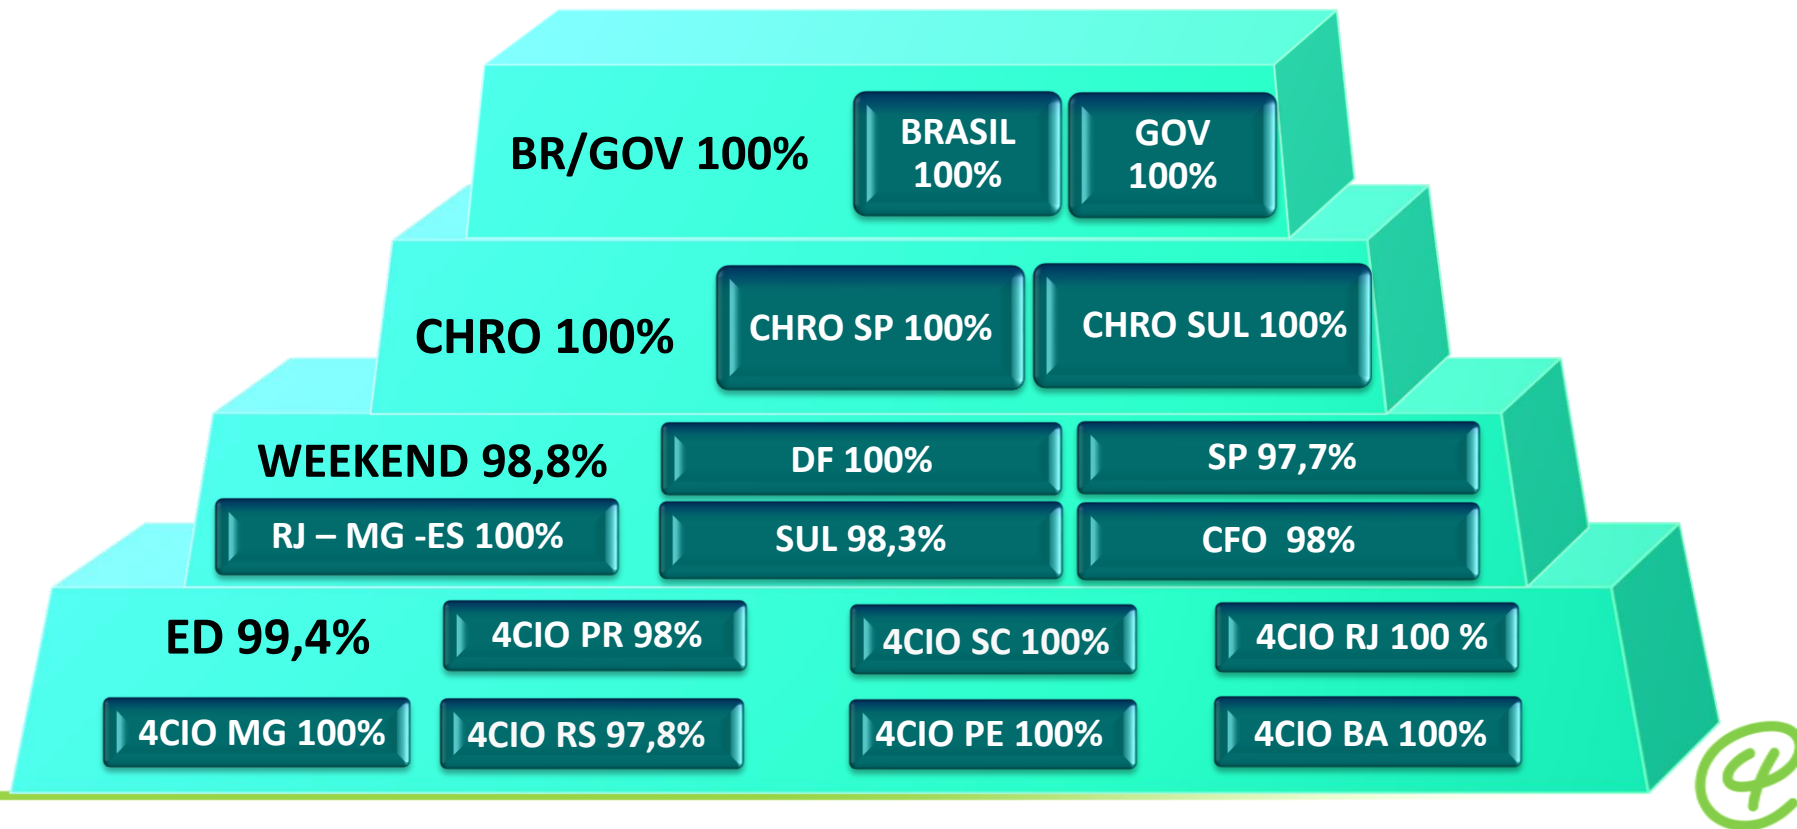 BR/GOV 100%
BRASIL
100%
GOV
100%
CHRO 100%
CHRO SP 100%
CHRO SUL 100%
WEEKEND 98,8%
DF 100%
SP 97,7%
RJ – MG -ES 100%
SUL 98,3%
CFO  98%
ED 99,4%
4CIO PR 98%
4CIO SC 100%
4CIO RJ 100 %
4CIO MG 100%
4CIO RS 97,8%
4CIO PE 100%
4CIO BA 100%